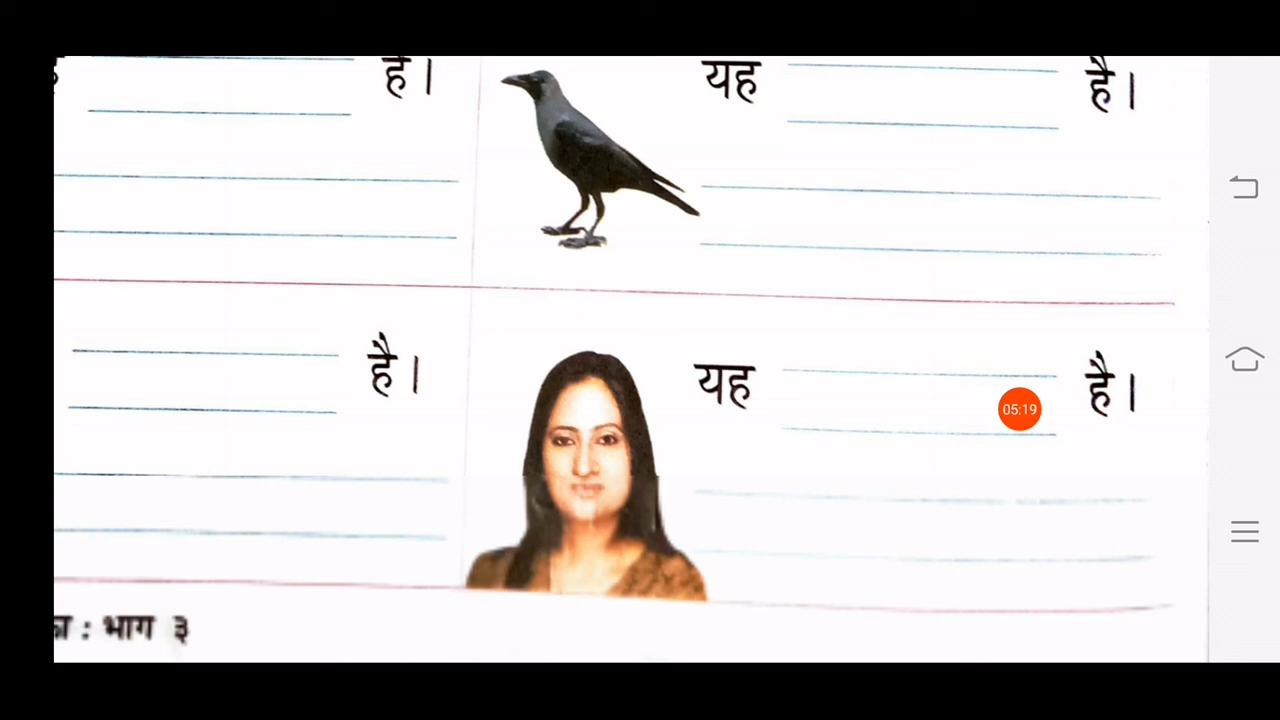 है।
यह है।
है।
यह है।
05:19
: भाग ३